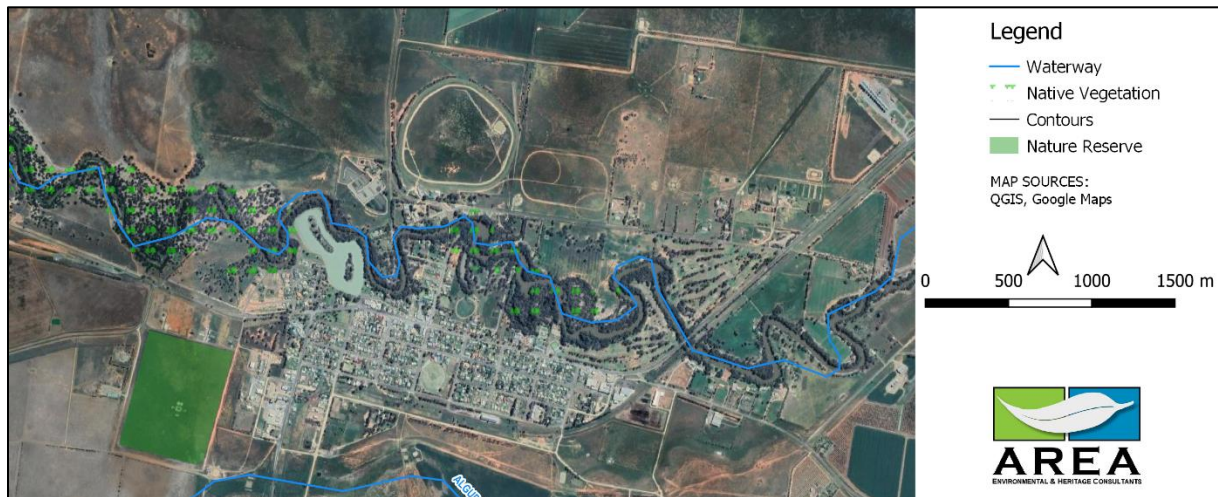 Legend
Waterway
Native Vegetation
Contours
Nature Reserve
MAP SOURCES:
QGIS, Google Maps
0 500 1000 1500 m
AREA
ENVIRONMENTAL & HERITAGE CONSULTANTS